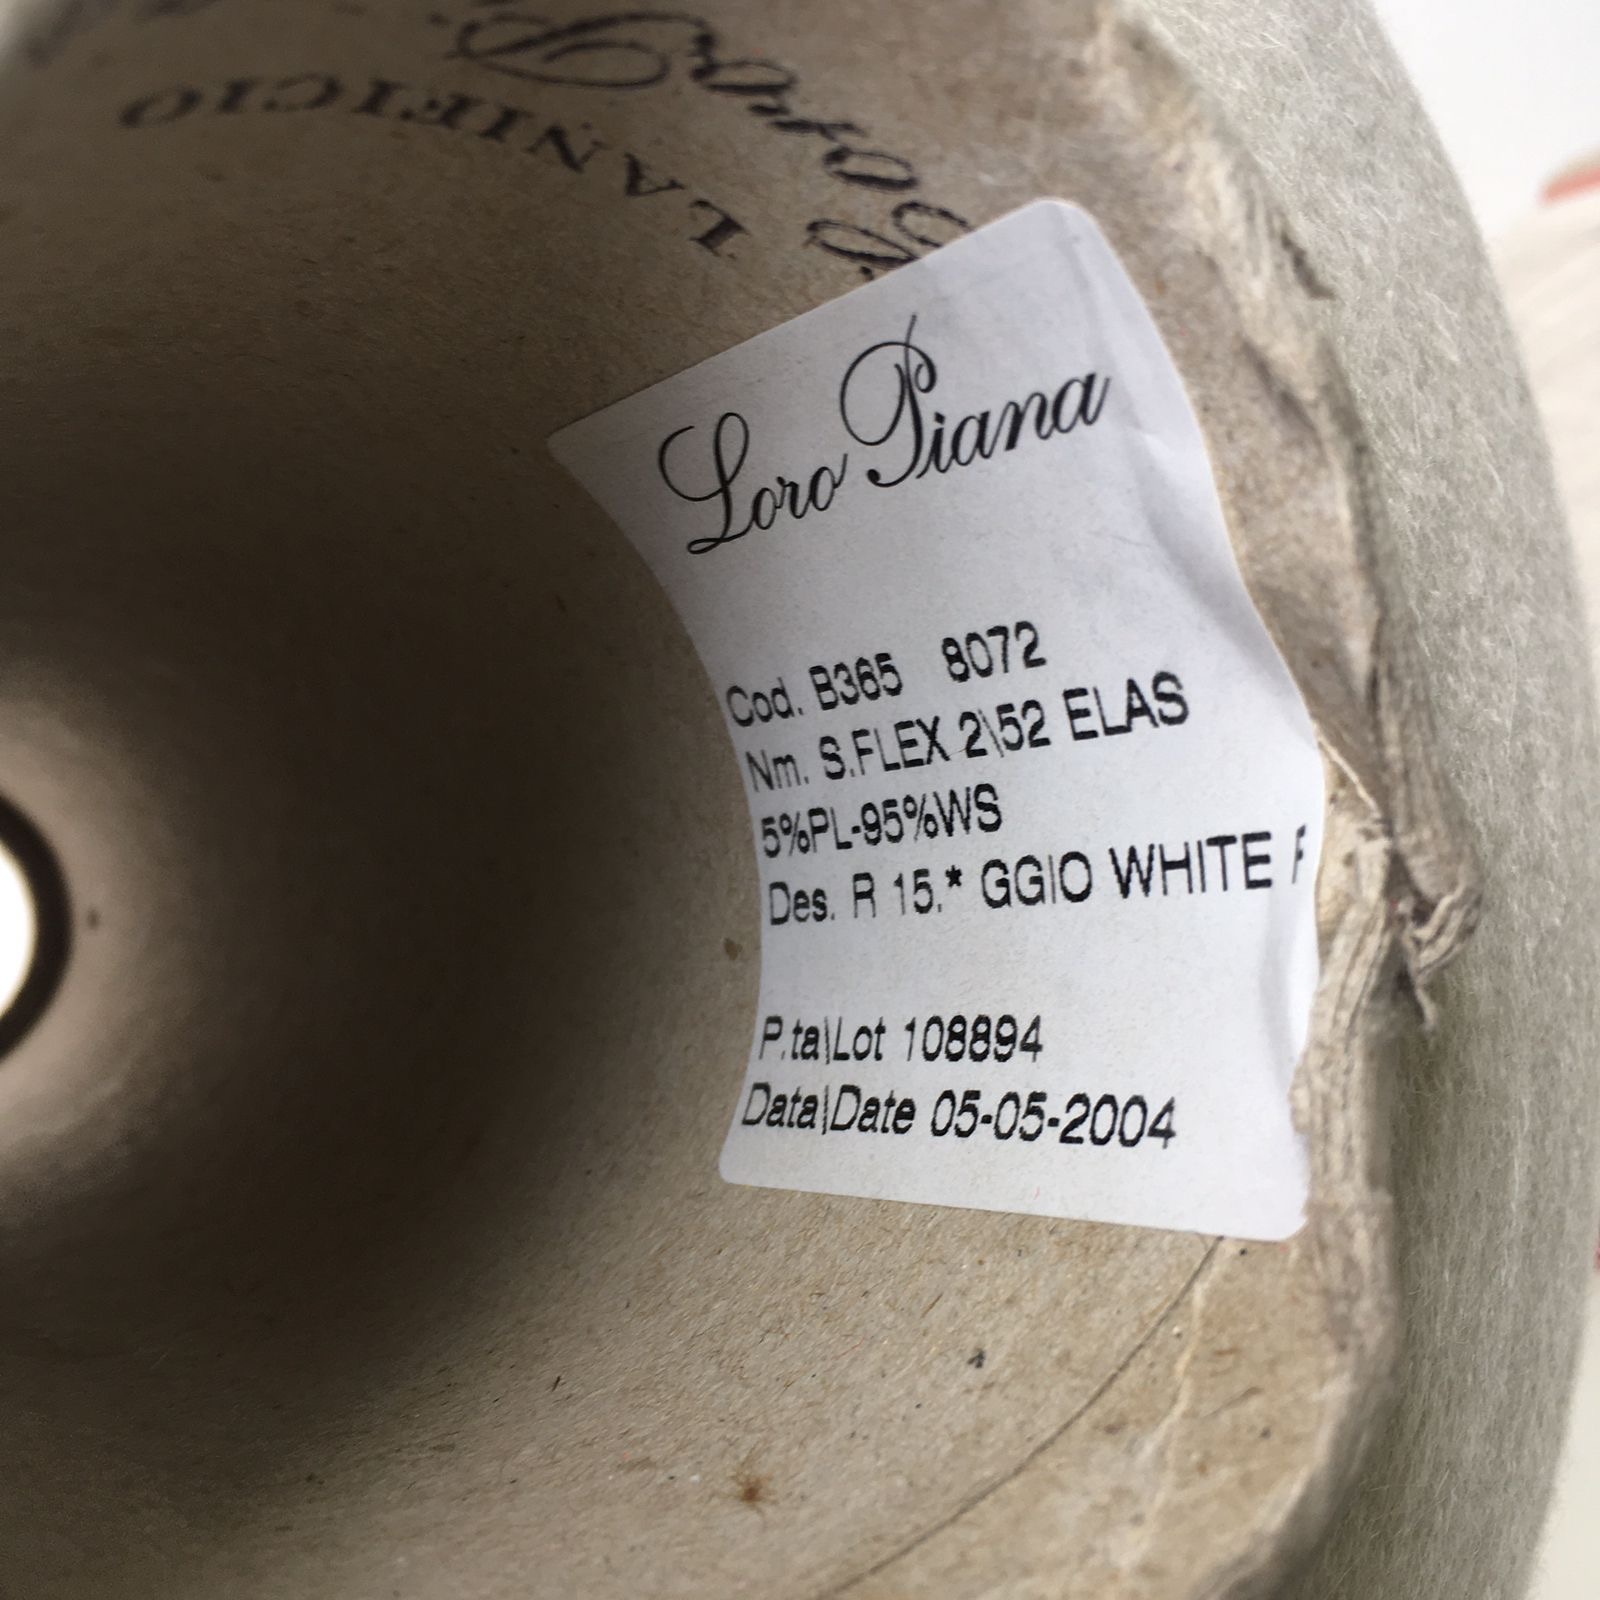 LANIFICIO
Loro Piana
Cod. B365 8072
Nm. S.FLEX 2\52 ELAS
5%PL-95%WS
Des. R 15.* GGIO WHITE
P.ta\Lot 108894
Data\Date 05-05-2004